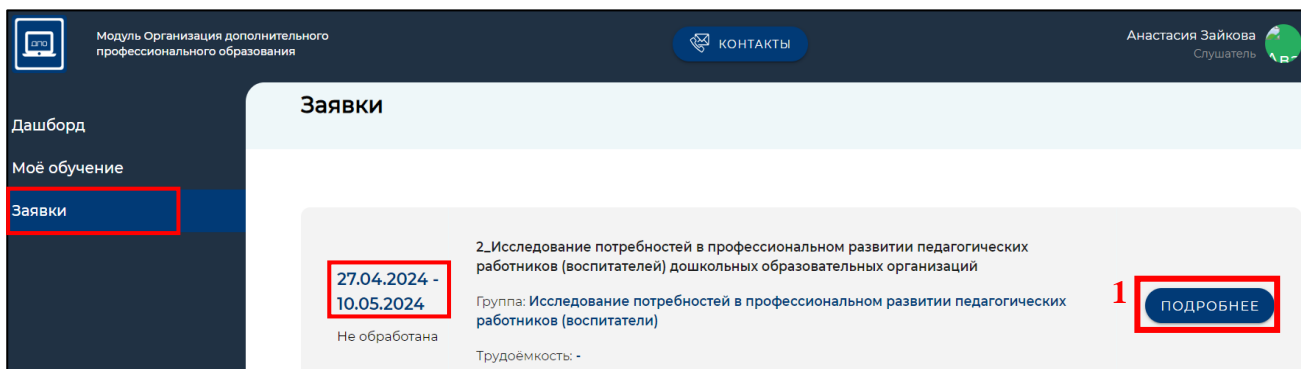 дпо
Модуль Организация дополнительного
профессионального образования
КОНТАКТЫ
Анастасия Зайкова
Слушатель
Дашборд
Моё обучение
Заявки
Заявки
27.04.2024 -
10.05.2024
Не обработана
2_Исследование потребностей в профессиональном развитии педагогических
работников (воспитателей) дошкольных образовательных организаций
Группа: Исследование потребностей в профессиональном развитии педагогических
работников (воспитатели)
Трудоёмкость: -
1
ПОДРОБНЕЕ